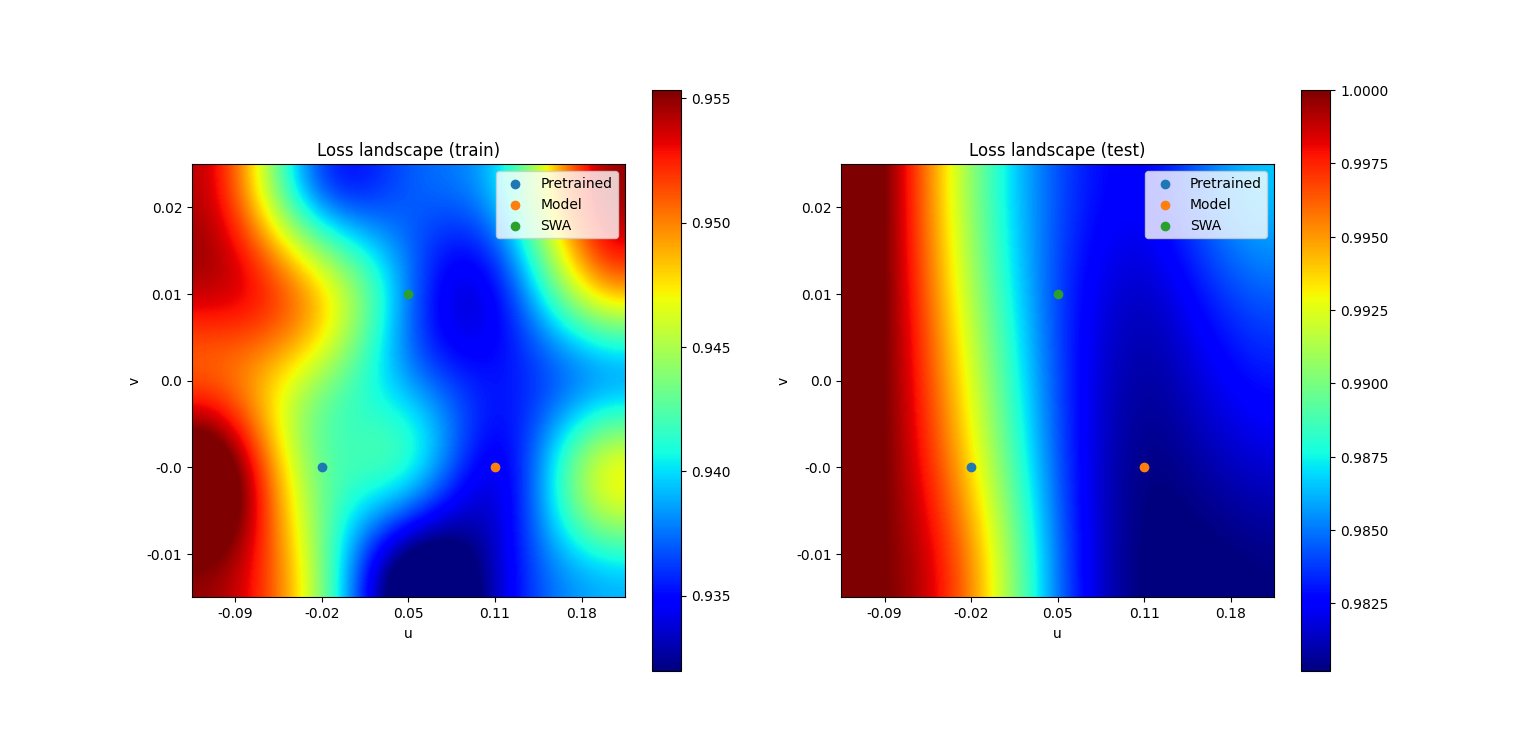 Loss landscape (train)
Pretrained
Model
SWA
v
0.02
0.01
0.0
-0.0
-0.01
-0.09
-0.02
0.05
0.11
0.18
u
0.955
0.950
0.945
0.940
0.935
Loss landscape (test)
Pretrained
Model
SWA
v
0.02
0.01
0.0
-0.0
-0.01
-0.09
-0.02
0.05
0.11
0.18
u
1.0000
0.9975
0.9950
0.9925
0.9900
0.9875
0.9850
0.9825